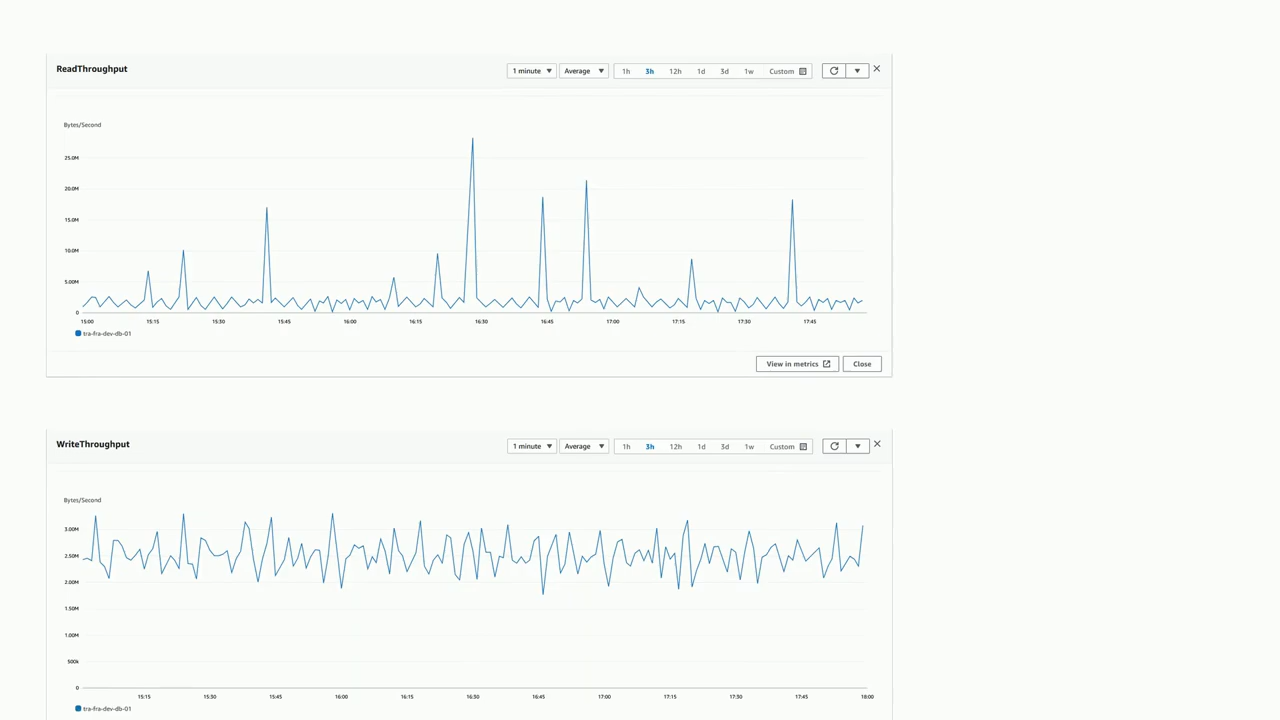 ReadThroughput
1 minute Average 1h 3h 12h 1d 3d 1w Custom
Bytes/Second
25.0M
20.0M
15.0M
10.0M
5.00M
0
15:00 15:15 15:30 15:45 16:00 16:15 16:30 16:45 17:00 17:15 17:30 17:45
tra-fra-dev-db-01
View in metrics Close
WriteThroughput
1 minute Average 1h 3h 12h 1d 3d 1w Custom
Bytes/Second
3.00M
2.50M
2.00M
1.50M
1.00M
500k
0
15:15 15:30 15:45 16:00 16:15 16:30 16:45 17:00 17:15 17:30 17:45 18:00
tra-fra-dev-db-01